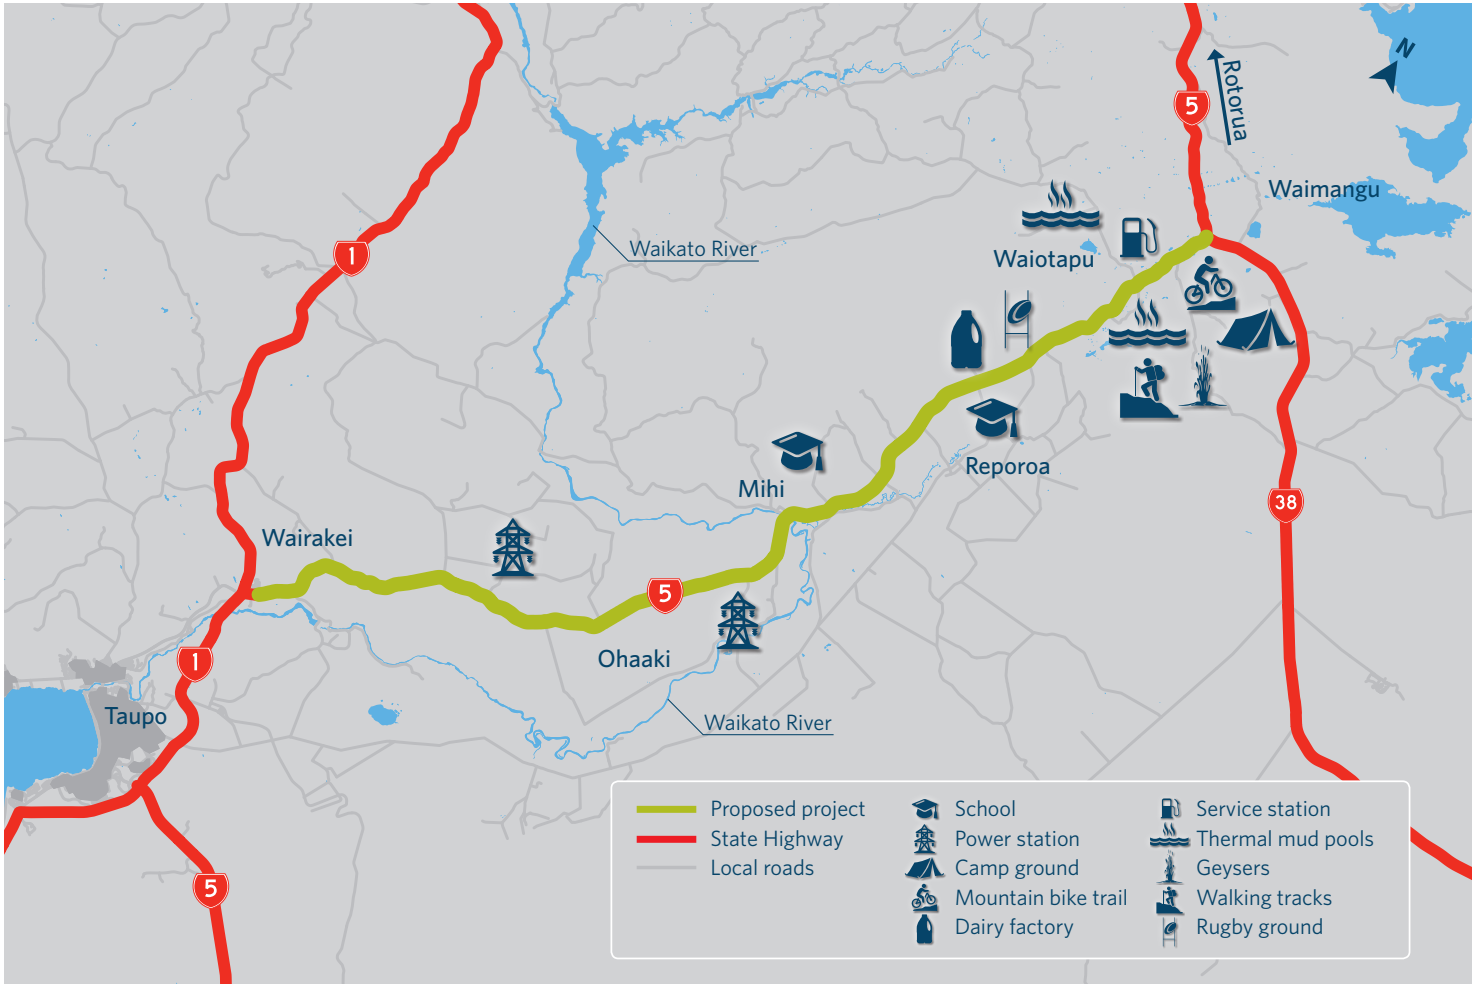 N
Rotorua
5
Waimangu
1
Waikato River
Waiotapu
Reporoa
Mihi
38
Wairakei
5
Ohaaki
1
Taupo
Waikato River
5
Proposed project
State Highway
Local roads
School
Power station
Camp ground
Mountain bike trail
Dairy factory
Service station
Thermal mud pools
Geysers
Walking tracks
Rugby ground